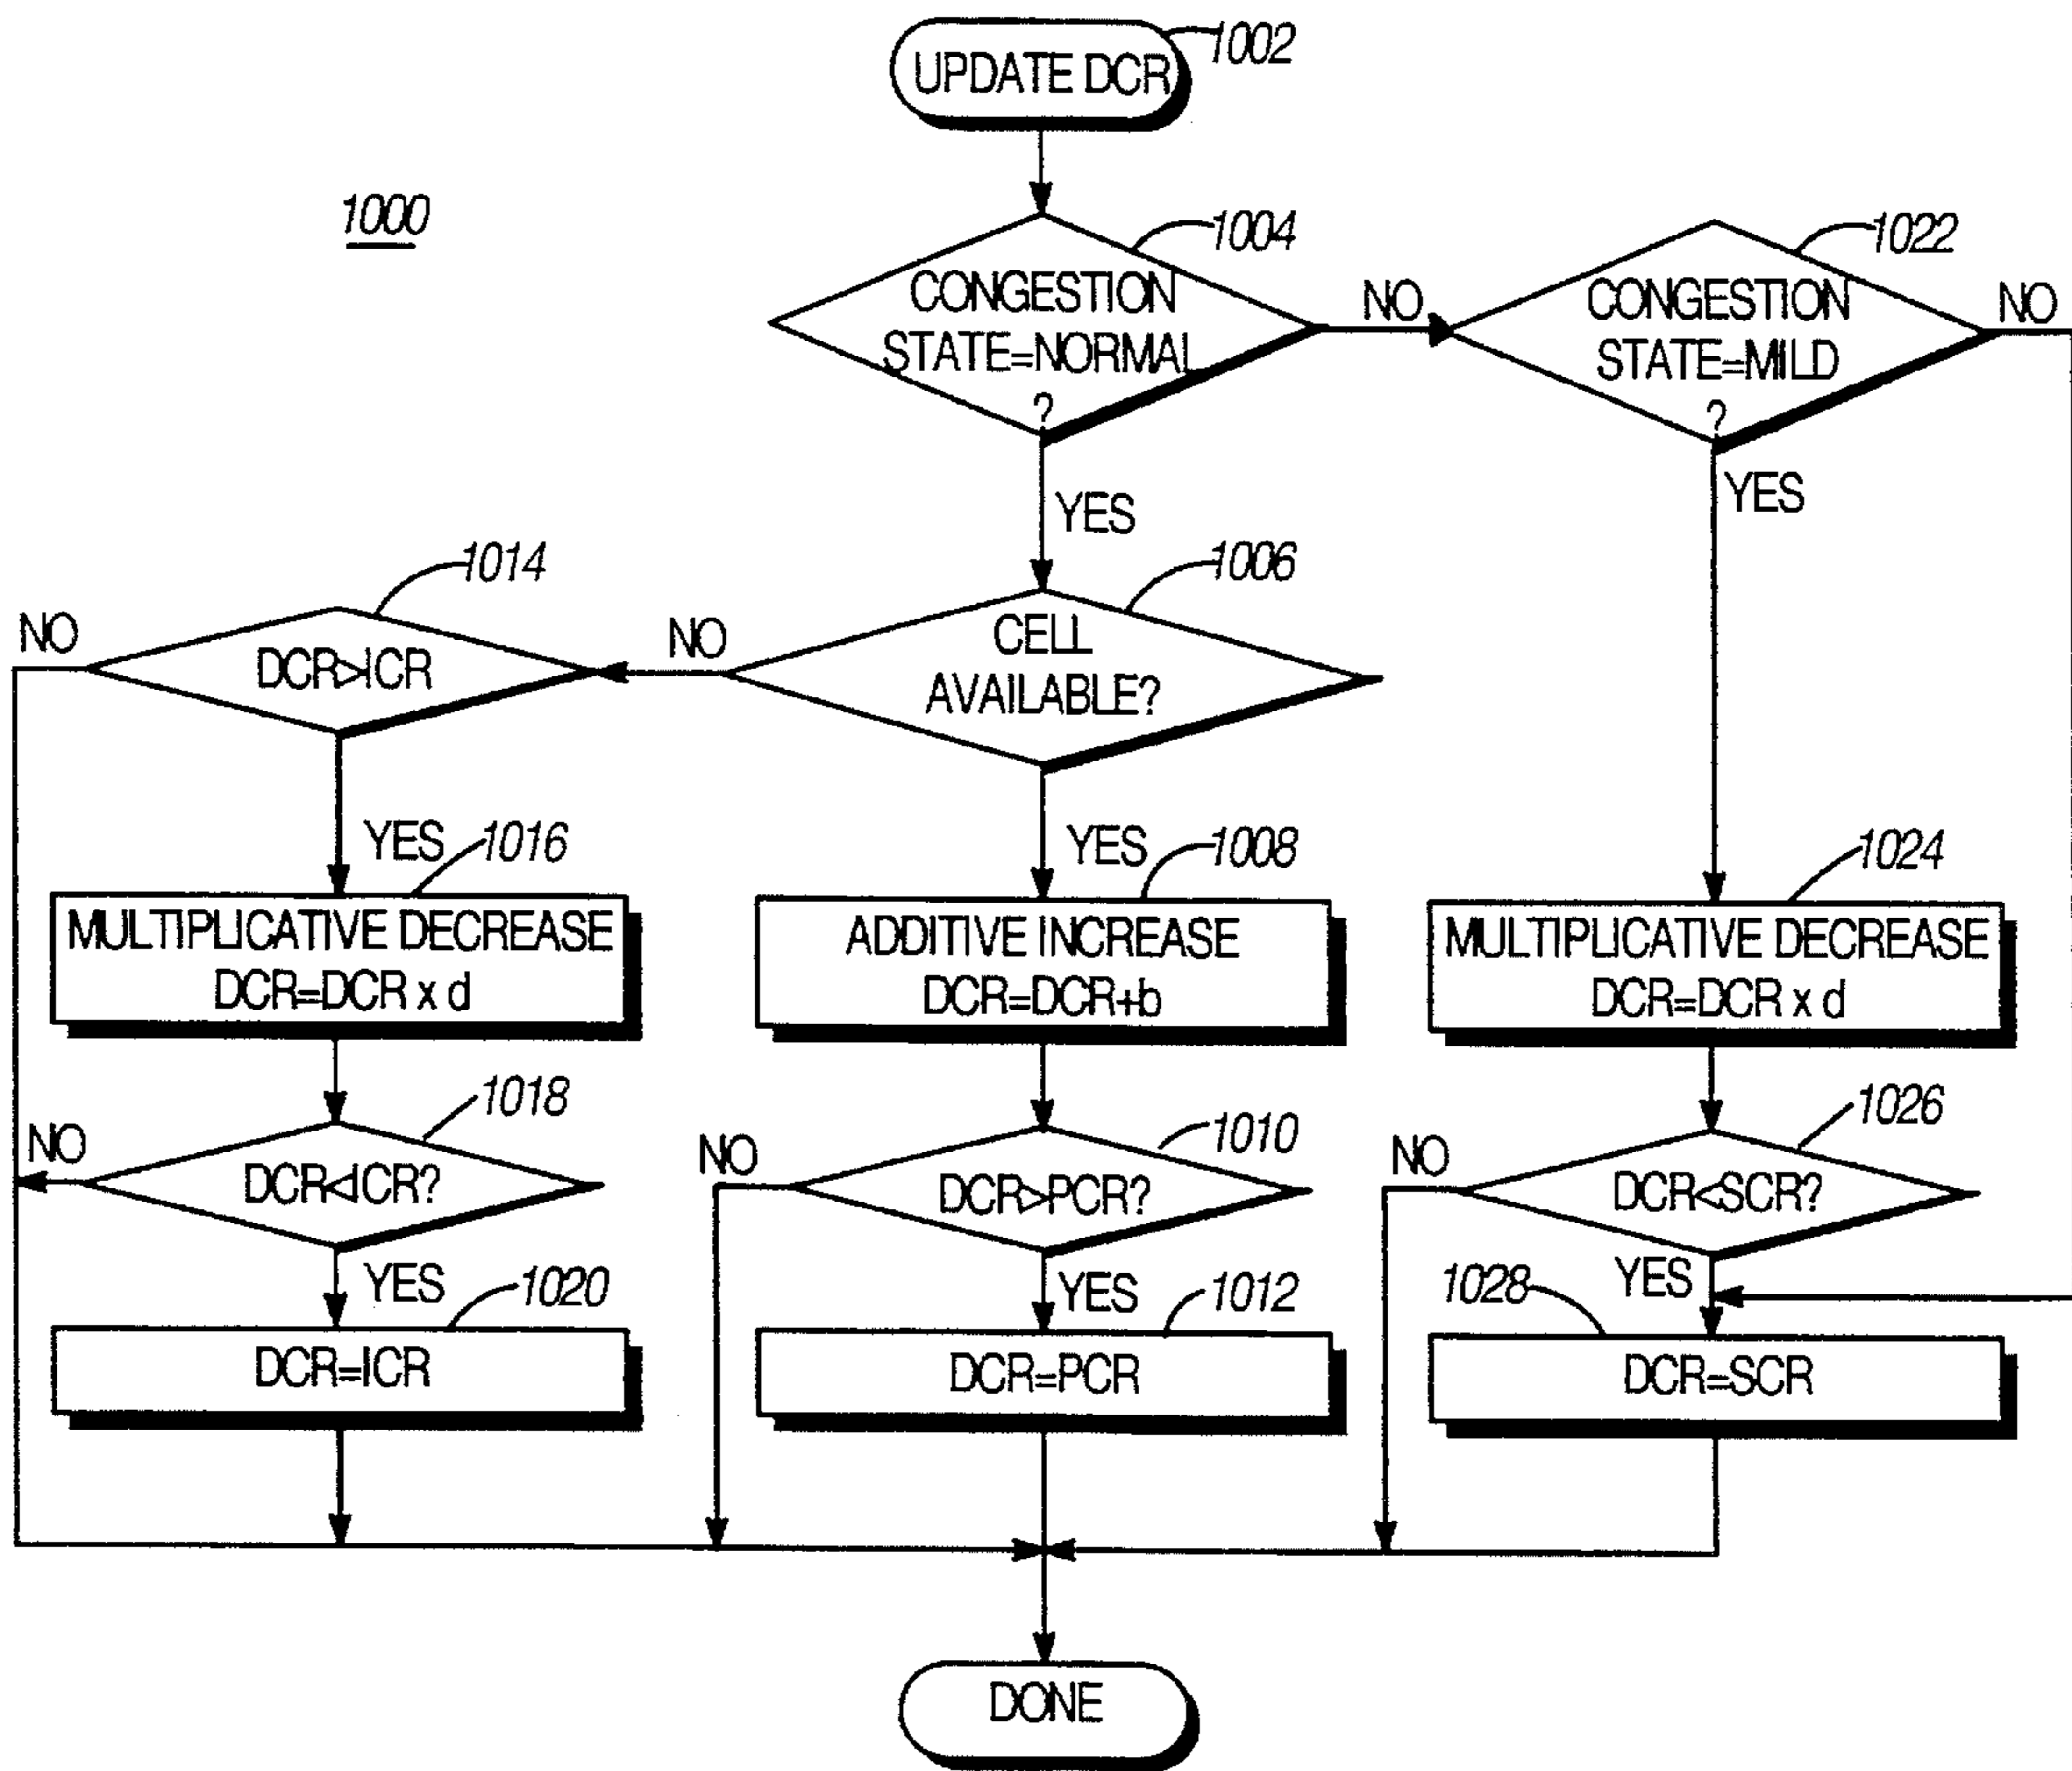 UPDATE DCR
1002
1000
CONGESTION
STATE=NORMAL
?
1004
NO
CONGESTION
STATE=MILD
?
1022
NO
YES
YES
CELL
AVAILABLE?
1006
NO
DCR>ICR
1014
NO
YES
1016
MULTIPLICATIVE DECREASE
DCR=DCR x d
YES
1008
ADDITIVE INCREASE
DCR=DCR+b
1024
MULTIPLICATIVE DECREASE
DCR=DCR x d
NO
DCR<ICR?
1018
NO
DCR>PCR?
1010
NO
DCR<SCR?
1026
YES
1020
DCR=ICR
YES
1012
DCR=PCR
YES
1028
DCR=SCR
DONE